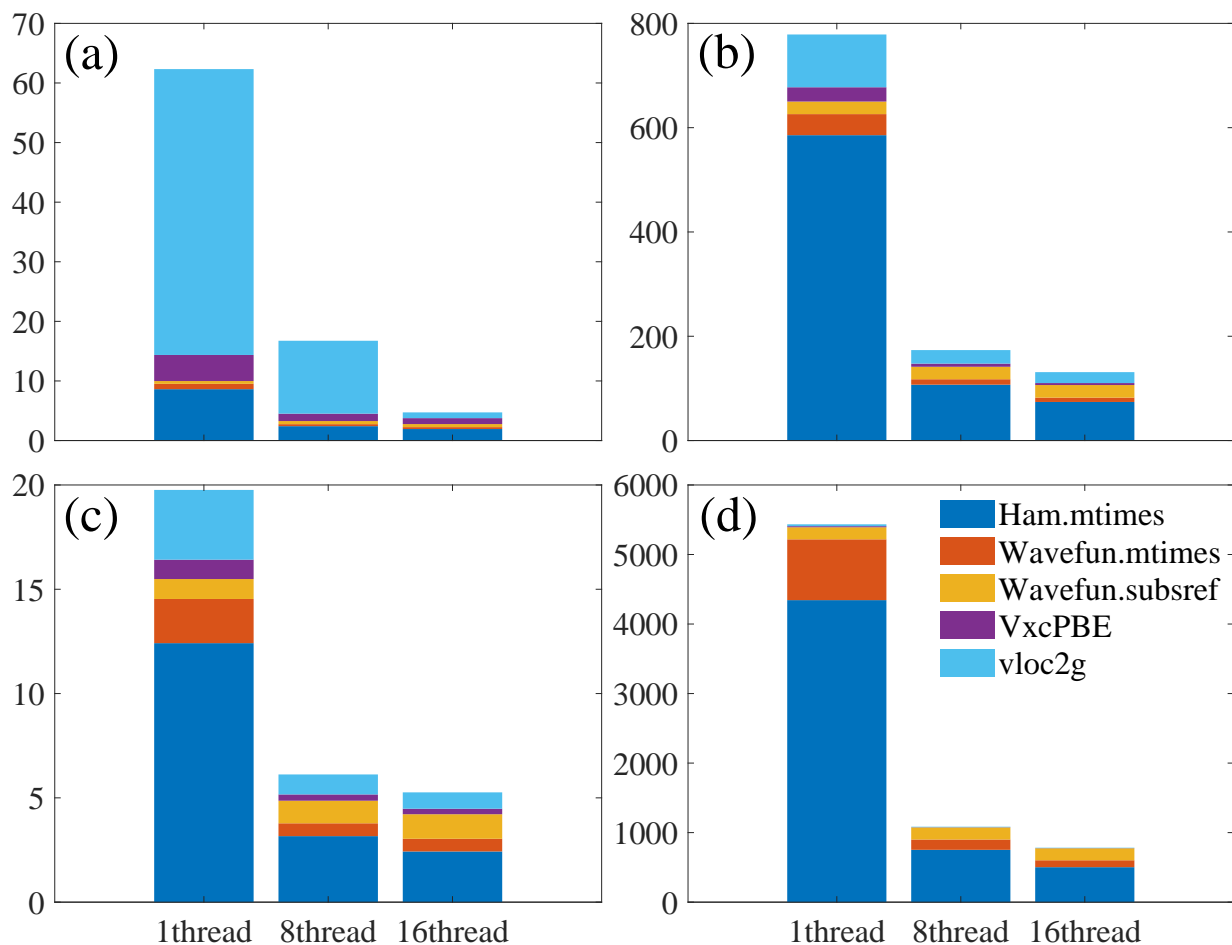 (a)
70
60
50
40
30
20
10
0
(b)
800
600
400
200
0
(c)
20
15
10
5
0
1thread 8thread 16thread
(d)
6000
5000
4000
3000
2000
1000
0
Ham.mtimes
Wavefun.mtimes
Wavefun.subsref
VxcPBE
vloc2g
1thread 8thread 16thread